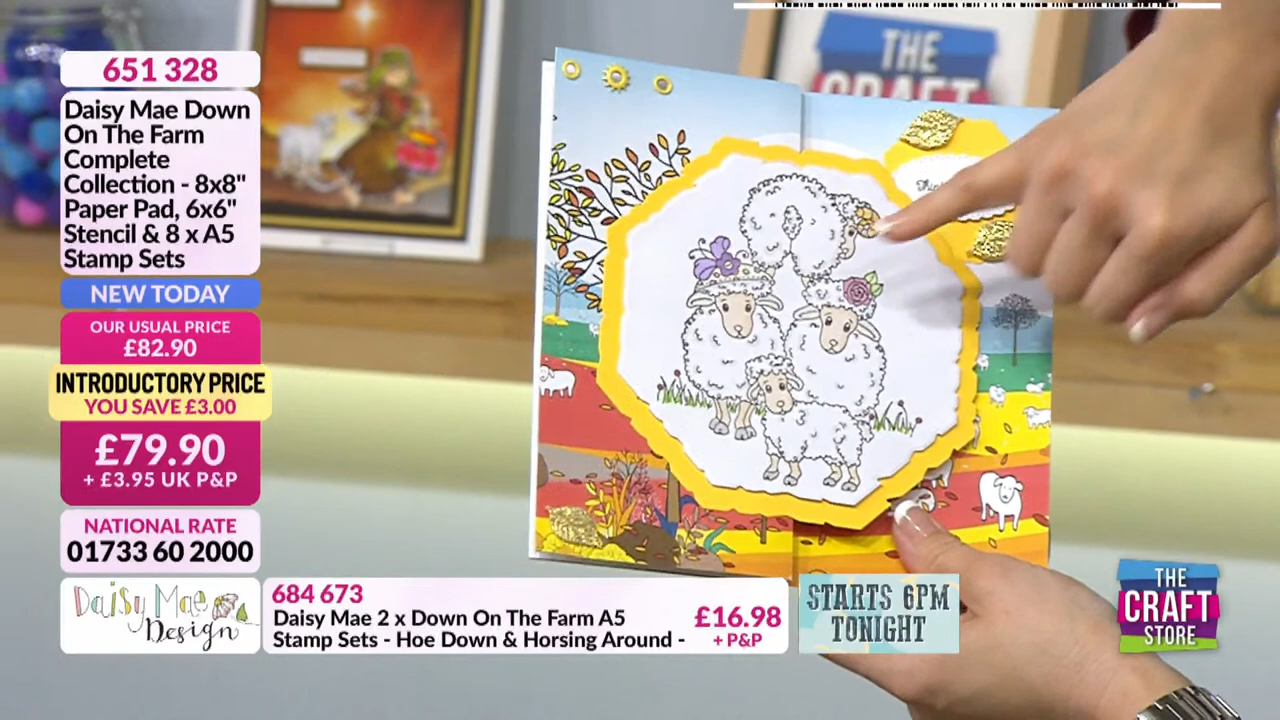 651 328
Daisy Mae Down
On The Farm
Complete
Collection - 8x8"
Paper Pad, 6x6"
Stencil & 8 x A5
Stamp Sets
NEW TODAY
OUR USUAL PRICE
£82.90
INTRODUCTORY PRICE
YOU SAVE £3.00
£79.90
+ £3.95 UK P&P
NATIONAL RATE
01733 60 2000
Daisy Mae
Design
684 673
Daisy Mae 2 x Down On The Farm A5
Stamp Sets - Hoe Down & Horsing Around -
£16.98
+ P&P
STARTS 6PM
TONIGHT
THE
CRAFT
STORE
THE
CRAFT